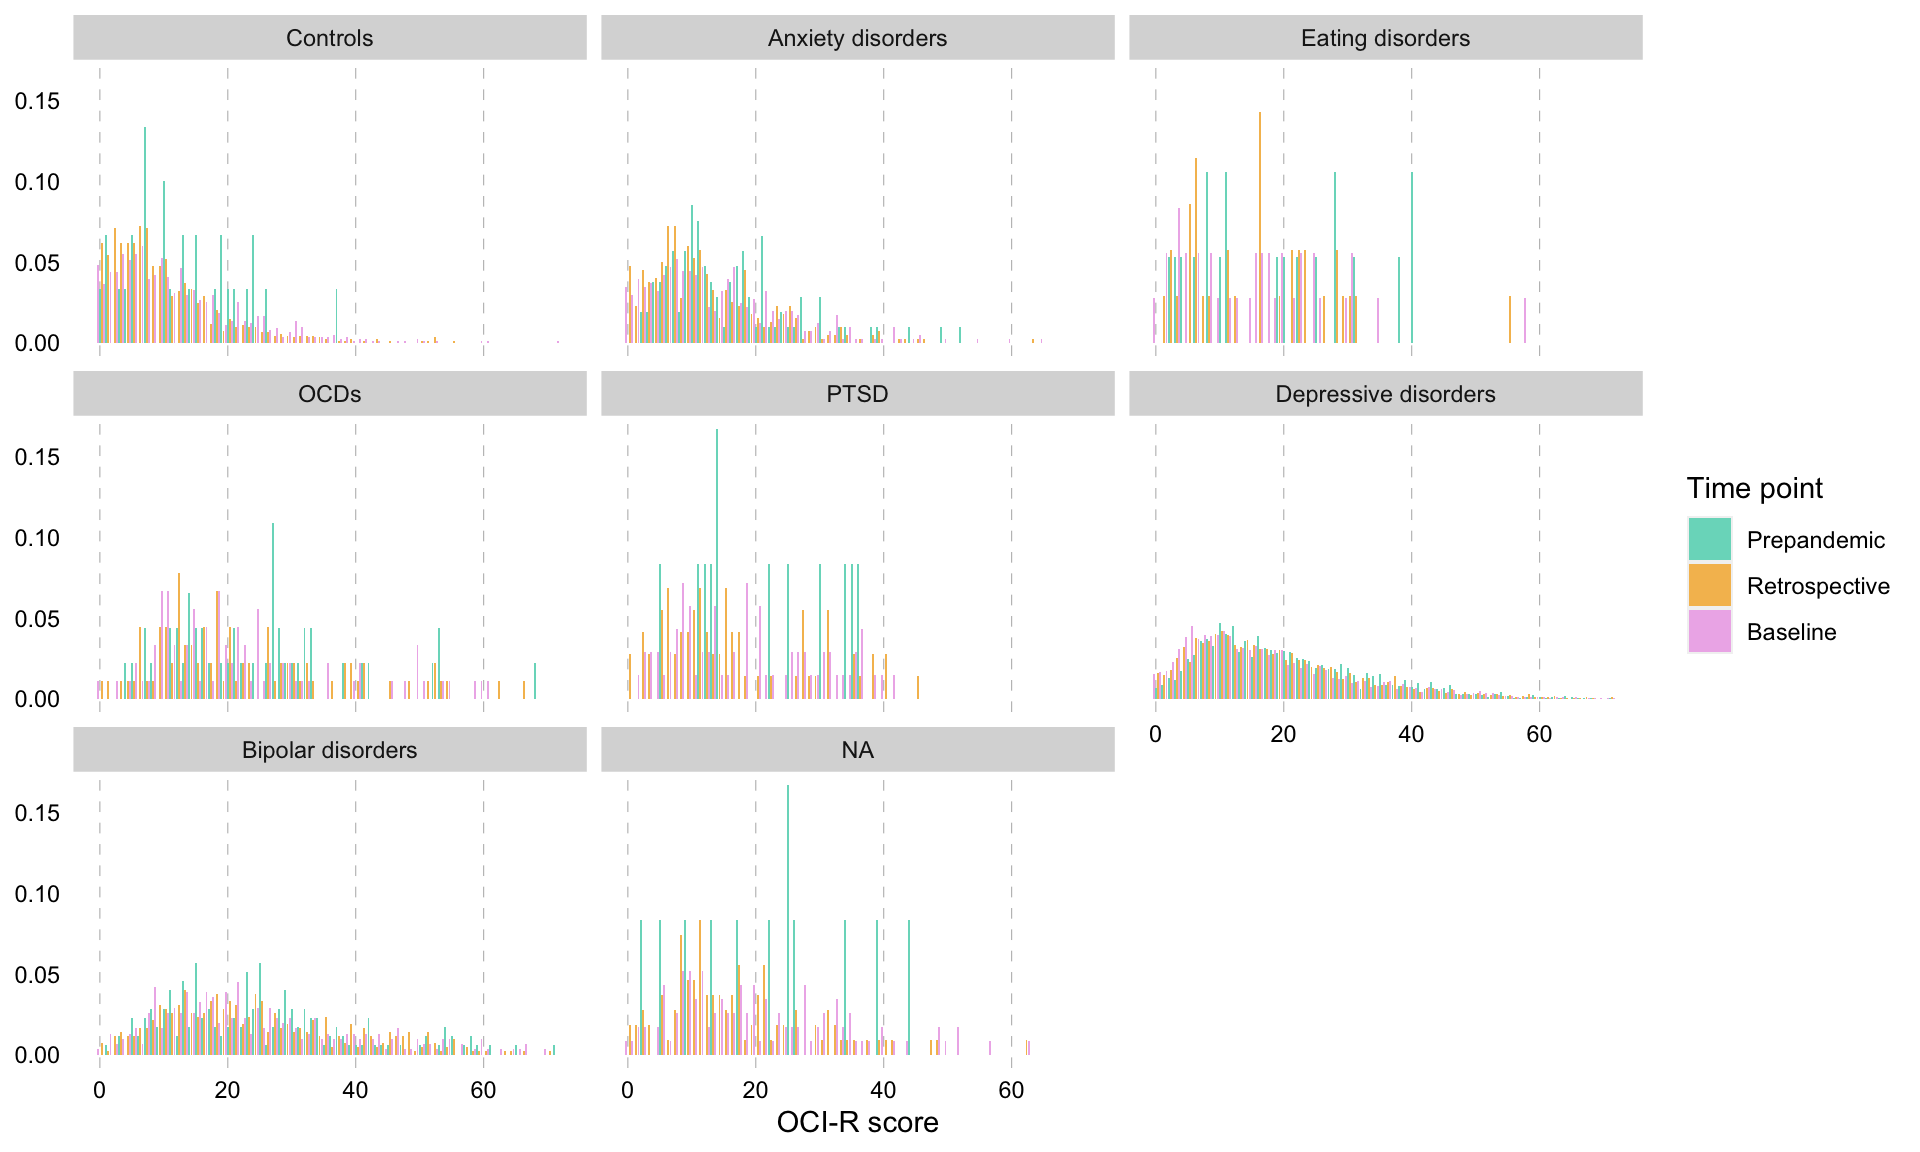 Controls
Anxiety disorders
Eating disorders
0.15
0.10
0.05
0.00
OCDs
PTSD
Depressive disorders
0.15
0.10
0.05
0.00
0 20 40 60
Bipolar disorders
NA
0.15
0.10
0.05
0.00
0 20 40 60
0 20 40 60
OCI-R score
Time point
Prepandemic
Retrospective
Baseline